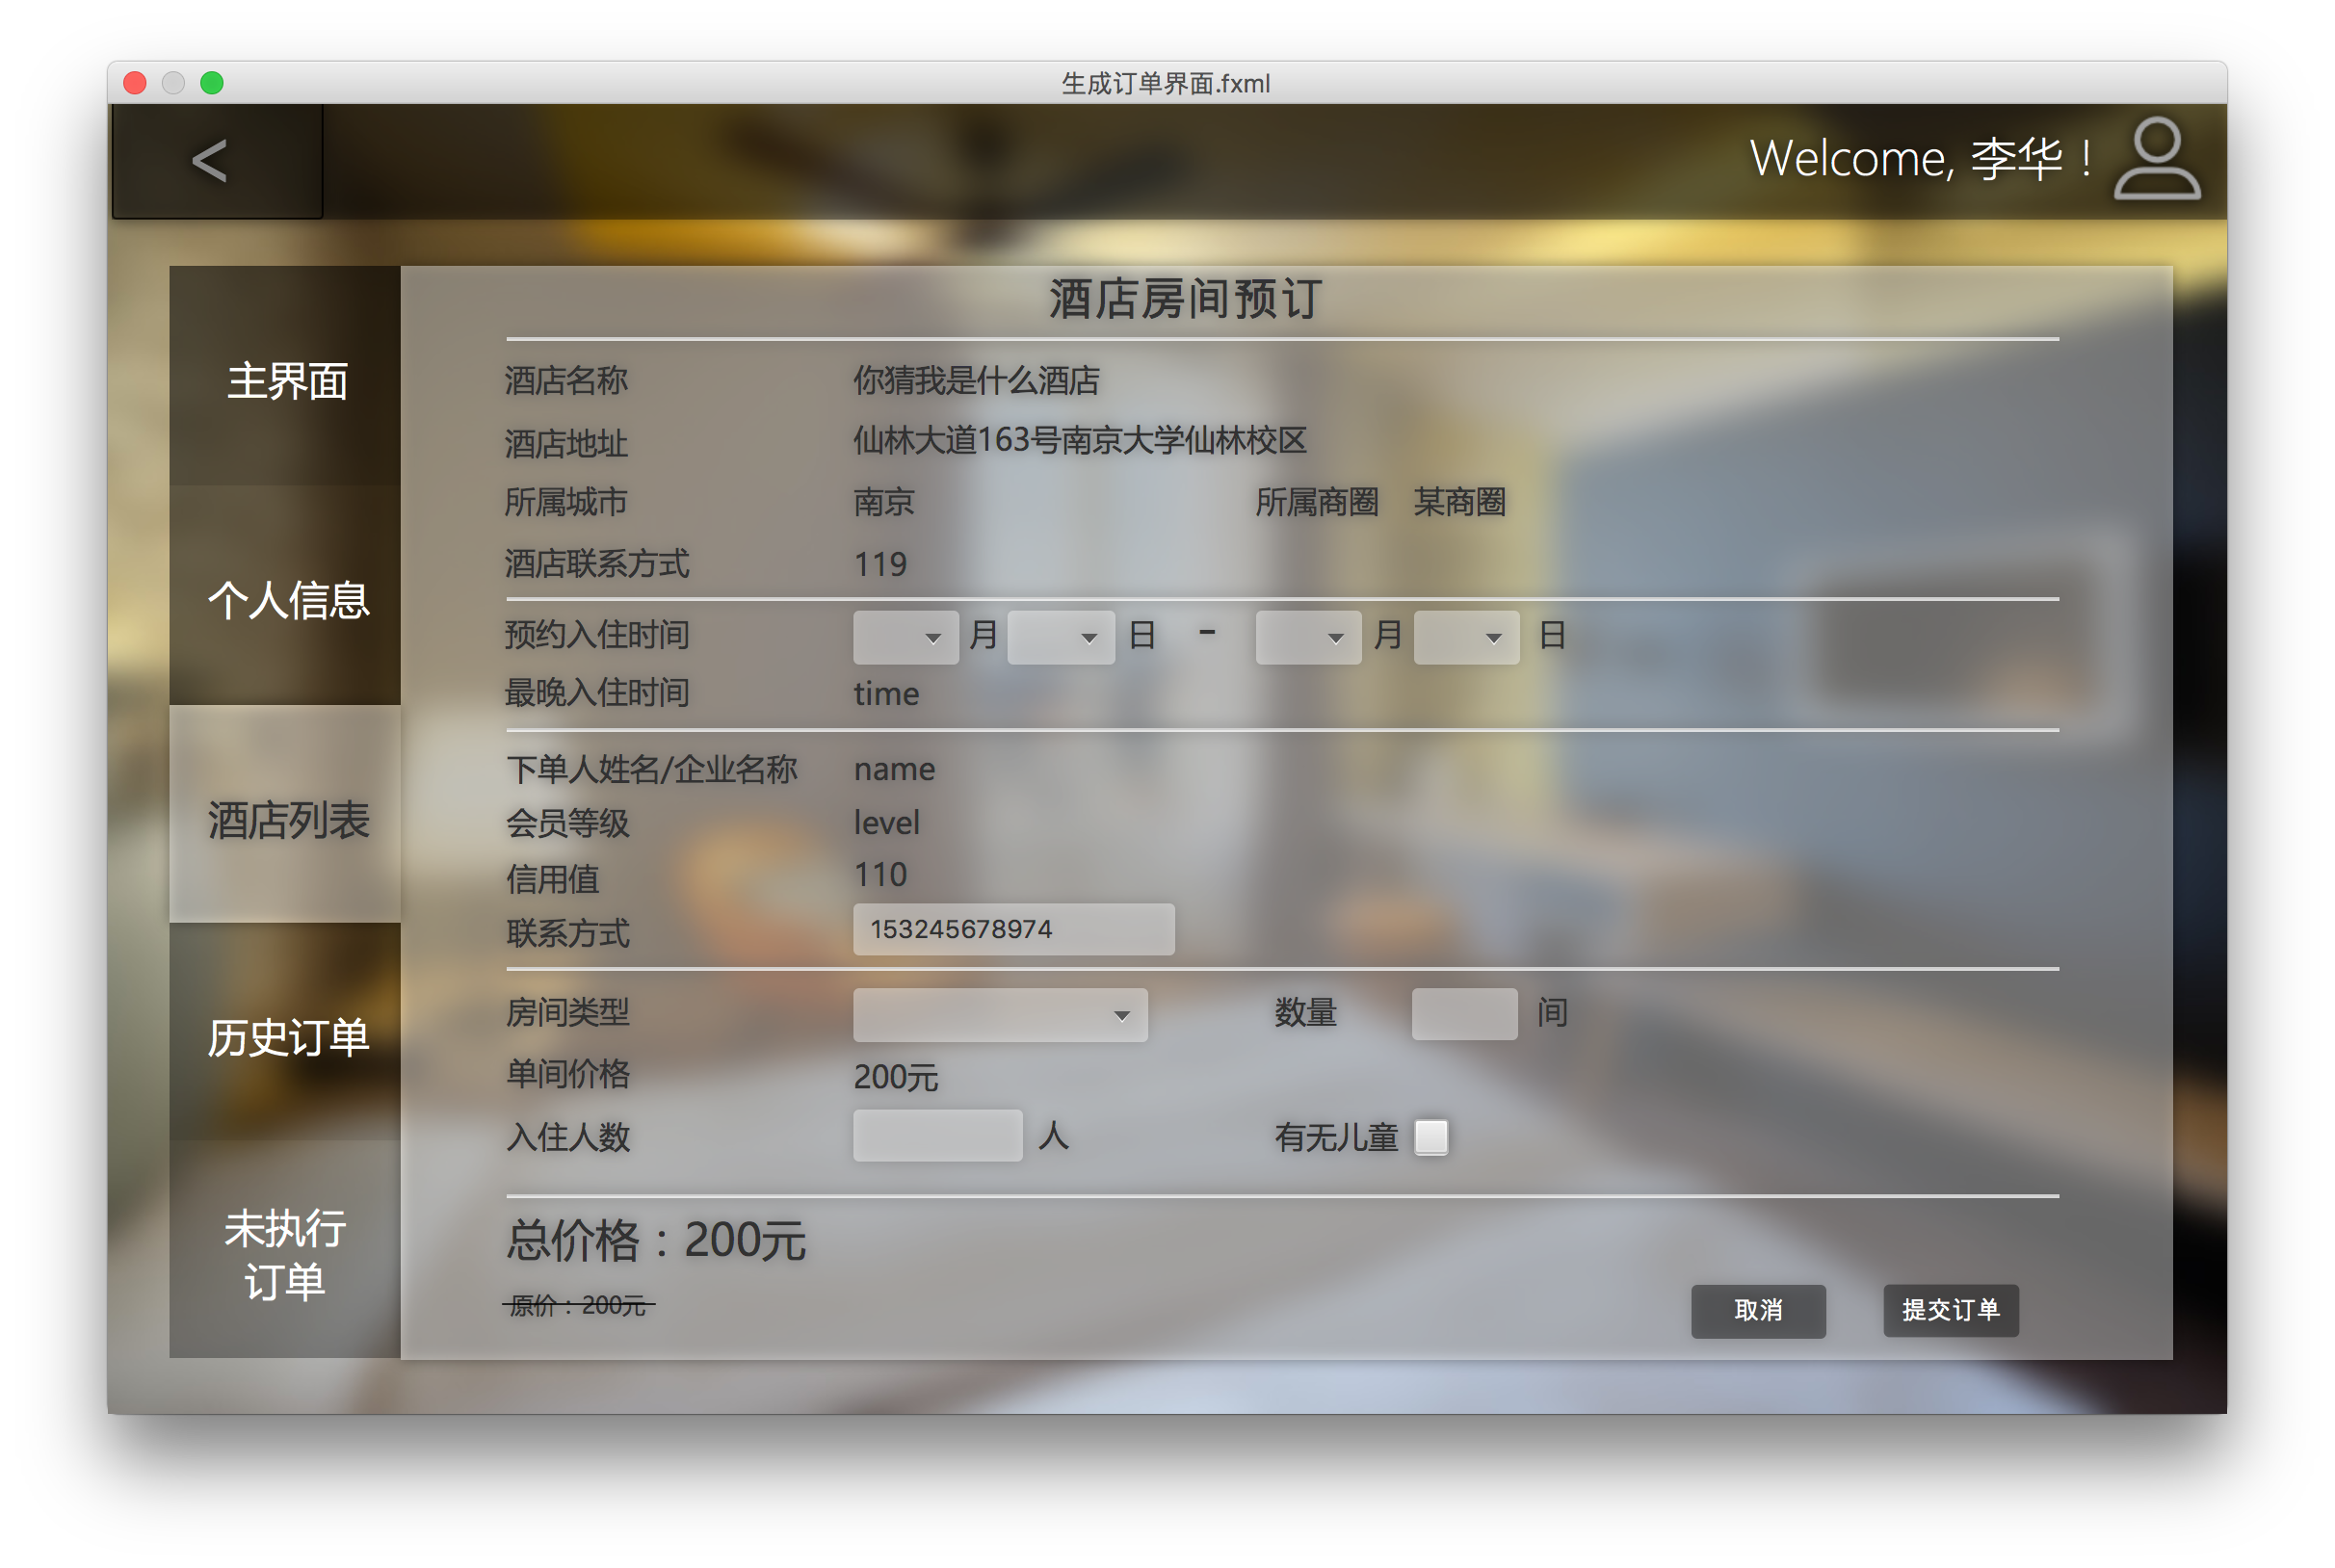 生成订单界面.fxml
<
Welcome, 李华！
主界面
个人信息
酒店列表
历史订单
未执行
订单
酒店房间预订
酒店名称 你猜我是什么酒店
酒店地址 仙林大道163号南京大学仙林校区
所属城市 南京 所属商圈 某商圈
酒店联系方式 119
预约入住时间 月 日 - 月 日
最晚入住时间 time
下单人姓名/企业名称 name
会员等级 level
信用值 110
联系方式 153245678974
房间类型 数量 间
单间价格 200元
入住人数 人 有无儿童
总价格：200元
原价：200元
取消 提交订单